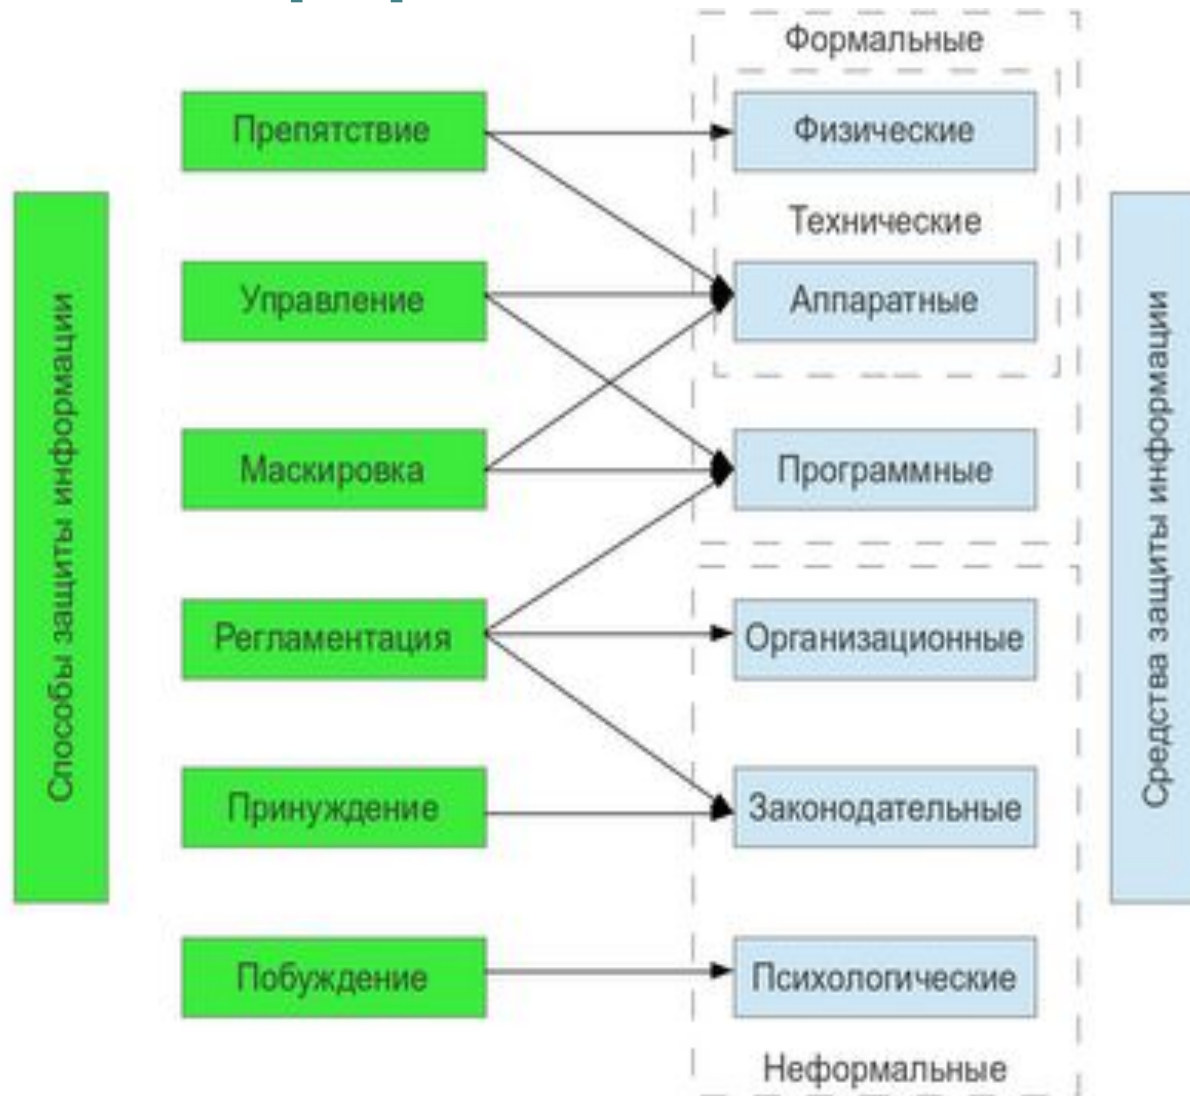 Формальные
Препятствие
Физические
Технические
Управление
Аппаратные
Маскировка
Программные
Регламентация
Организационные
Принуждение
Законодательные
Побуждение
Психологические
Неформальные
Способы защиты информации
Средства защиты информации